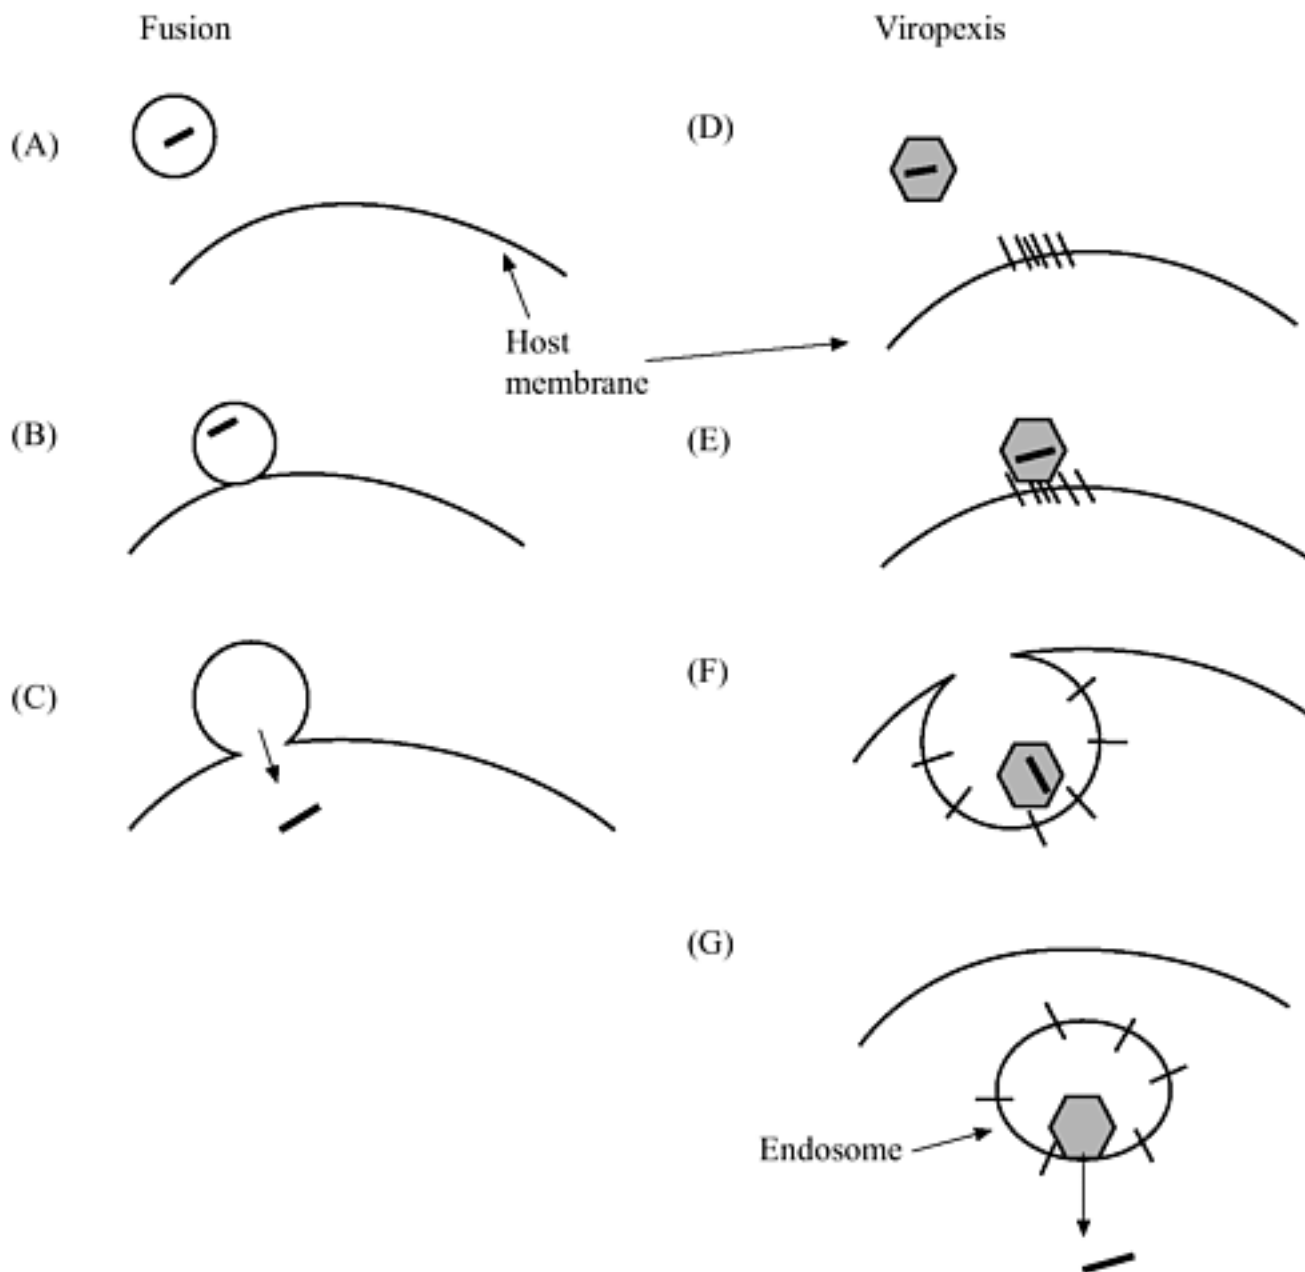 Fusion
Viropexis
(A)
(D)
Host
membrane
(B)
(E)
(C)
(F)
(G)
Endosome